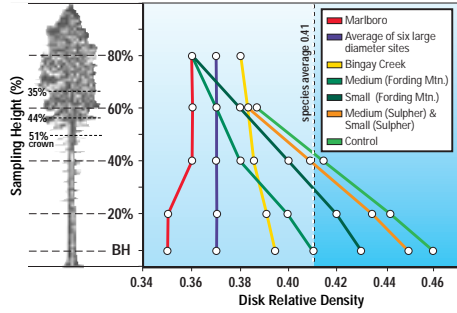 Sampling Height (%)
80%
35%
60%
44%
51%
crown
40%
20%
BH
species average 0.41
Marlboro
Average of six large
diameter sites
Bingay Creek
Medium (Fording Mtn.)
Small (Fording Mtn.)
Medium (Sulpher) &
Small (Sulpher)
Control
0.34 0.36 0.38 0.40 0.42 0.44 0.46
Disk Relative Density